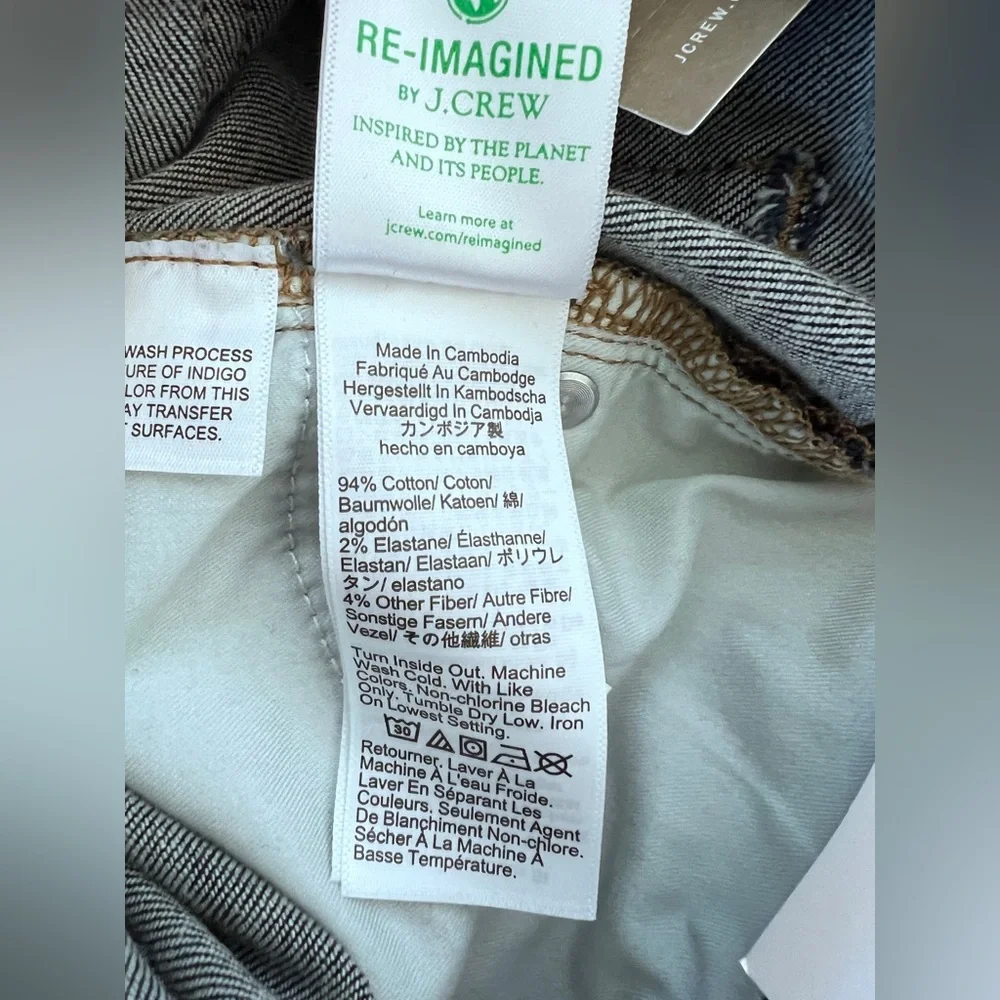 RE-IMAGINED
BY J.CREW
INSPIRED BY THE PLANET
AND ITS PEOPLE.
Learn more at
jcrew.com/reimagined
JCREW.
WASH PROCESS
URE OF INDIGO
LOR FROM THIS
AY TRANSFER
SURFACES.
Made In Cambodia
Fabriqué Au Cambodge
Hergestellt In Kambodscha
Vervaardigd In Cambodja
カンボジア製
hecho en camboya
94% Cotton/ Coton/
Baumwolle/ Katoen/ 綿/
algodón
2% Elastane/ Élasthanne/
Elastan/ Elastaan/ ポリウレ
タン/ elastano
4% Other Fiber/ Autre Fibre/
Sonstige Fasern/ Andere
Vezel/ その他繊維/ otras
Turn Inside Out. Machine
Wash Cold. With Like
Colors. Non-chlorine Bleach
Only. Tumble Dry Low. Iron
On Lowest Setting.
30
Retourner. Laver À La
Machine À L'eau Froide.
Laver En Séparant Les
Couleurs. Seulement Agent
De Blanchiment Non-chlore.
Sécher À La Machine À
Basse Température.